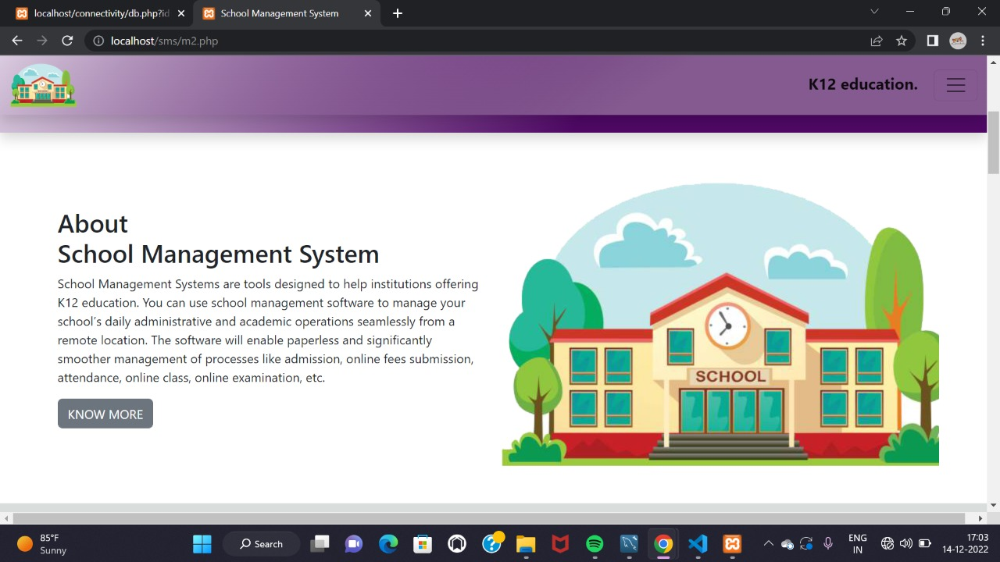 localhost/connectivity/db.php?id
School Management System
localhost/sms/m2.php
K12 education.
About
School Management System
School Management Systems are tools designed to help institutions offering
K12 education. You can use school management software to manage your
school's daily administrative and academic operations seamlessly from a
remote location. The software will enable paperless and significantly
smoother management of processes like admission, online fees submission,
attendance, online class, online examination, etc.
KNOW MORE
SCHOOL
85°F
Sunny
Search
ENG
IN
17:03
14-12-2022